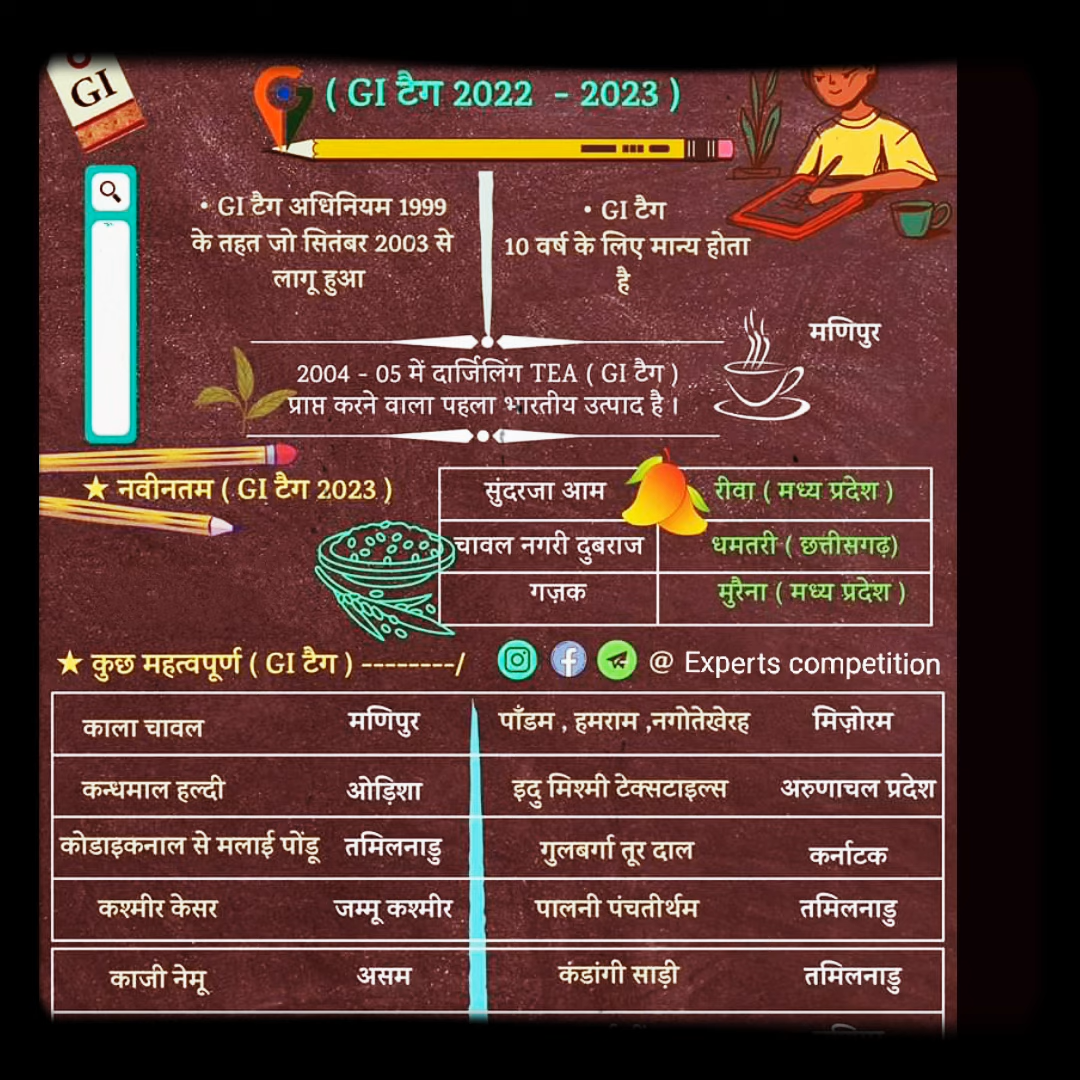 GI
( GI टैग 2022 - 2023 )
• GI टैग अधिनियम 1999
के तहत जो सितंबर 2003 से
लागू हुआ
• GI टैग
10 वर्ष के लिए मान्य होता
है
मणिपुर
2004 - 05 में दार्जिलिंग TEA ( GI टैग )
प्राप्त करने वाला पहला भारतीय उत्पाद है ।
★ नवीनतम ( GI टैग 2023 )
सुंदरजा आम रीवा ( मध्य प्रदेश )
चावल नगरी दुबराज धमतरी ( छत्तीसगढ़)
गज़क मुरैना ( मध्य प्रदेश )
★ कुछ महत्वपूर्ण ( GI टैग ) --------/ @ Experts competition
काला चावल मणिपुर पाँडम , हमराम ,नगोतेखेरह मिज़ोरम
कन्धमाल हल्दी ओड़िशा इदु मिश्मी टेक्सटाइल्स अरुणाचल प्रदेश
कोडाइकनाल से मलाई पोंडू तमिलनाडु गुलबर्गा तूर दाल कर्नाटक
कश्मीर केसर जम्मू कश्मीर पालनी पंचतीर्थम तमिलनाडु
काजी नेमू असम कंडांगी साड़ी तमिलनाडु